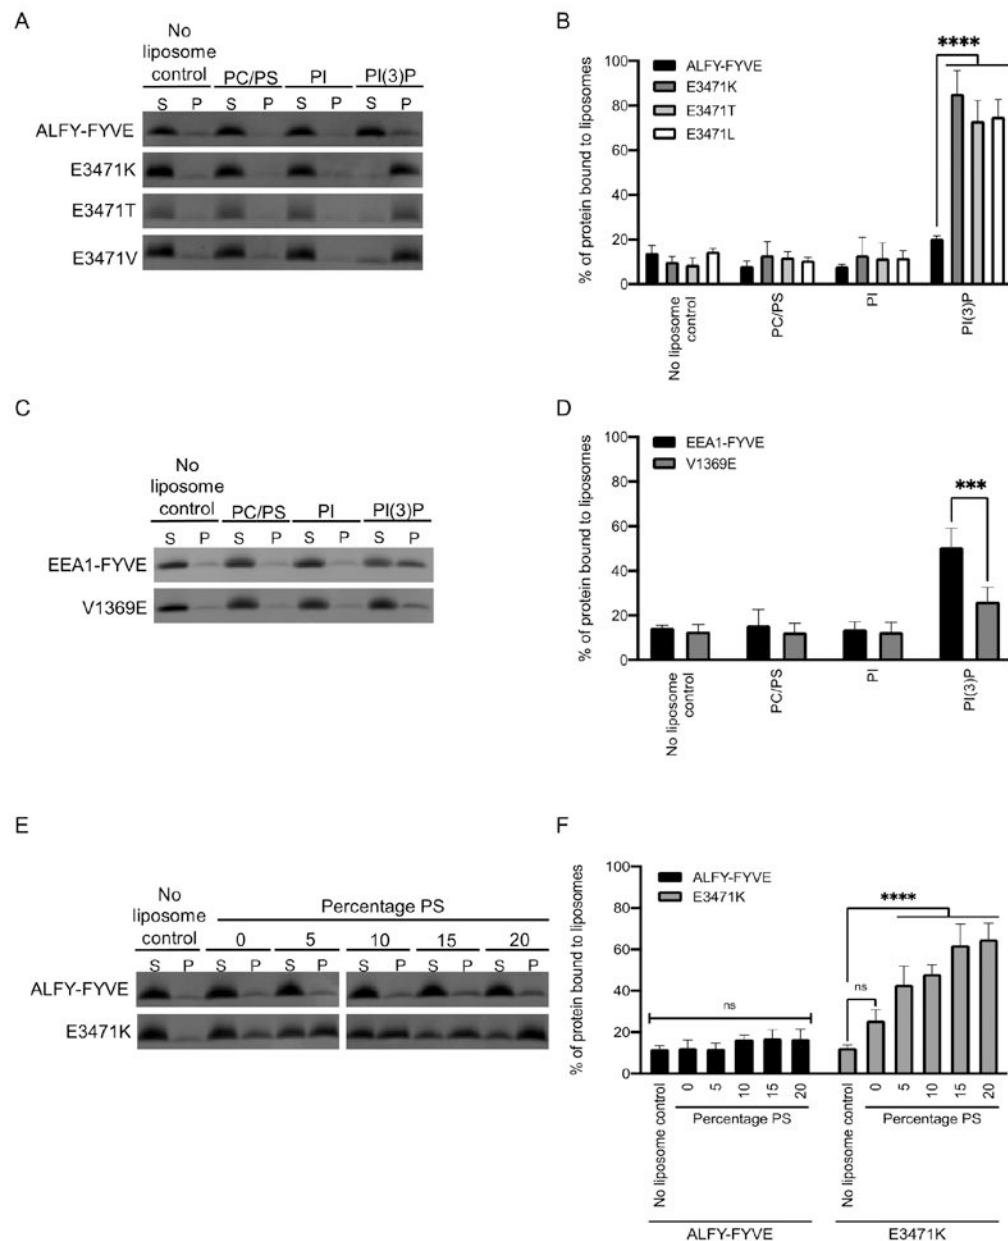 A
No
liposome
control
PC/PS
PI
PI(3)P
S P S P S P S P
ALFY-FYVE
E3471K
E3471T
E3471V
B
% of protein bound to liposomes
100
80
60
40
20
0
ALFY-FYVE
E3471K
E3471T
E3471L
****
No liposome
control
PC/PS
PI
PI(3)P
C
No
liposome
control
PC/PS
PI
PI(3)P
S P S P S P S P
EEA1-FYVE
V1369E
D
% of protein bound to liposomes
100
80
60
40
20
0
EEA1-FYVE
V1369E
***
No liposome
control
PC/PS
PI
PI(3)P
E
No
liposome
control
Percentage PS
0 5 10 15 20
S P S P S P S P S P S P
ALFY-FYVE
E3471K
F
% of protein bound to liposomes
100
80
60
40
20
0
ALFY-FYVE
E3471K
ns
ns
****
No liposome control
0
5
10
15
20
Percentage PS
ALFY-FYVE
No liposome control
0
5
10
15
20
Percentage PS
E3471K